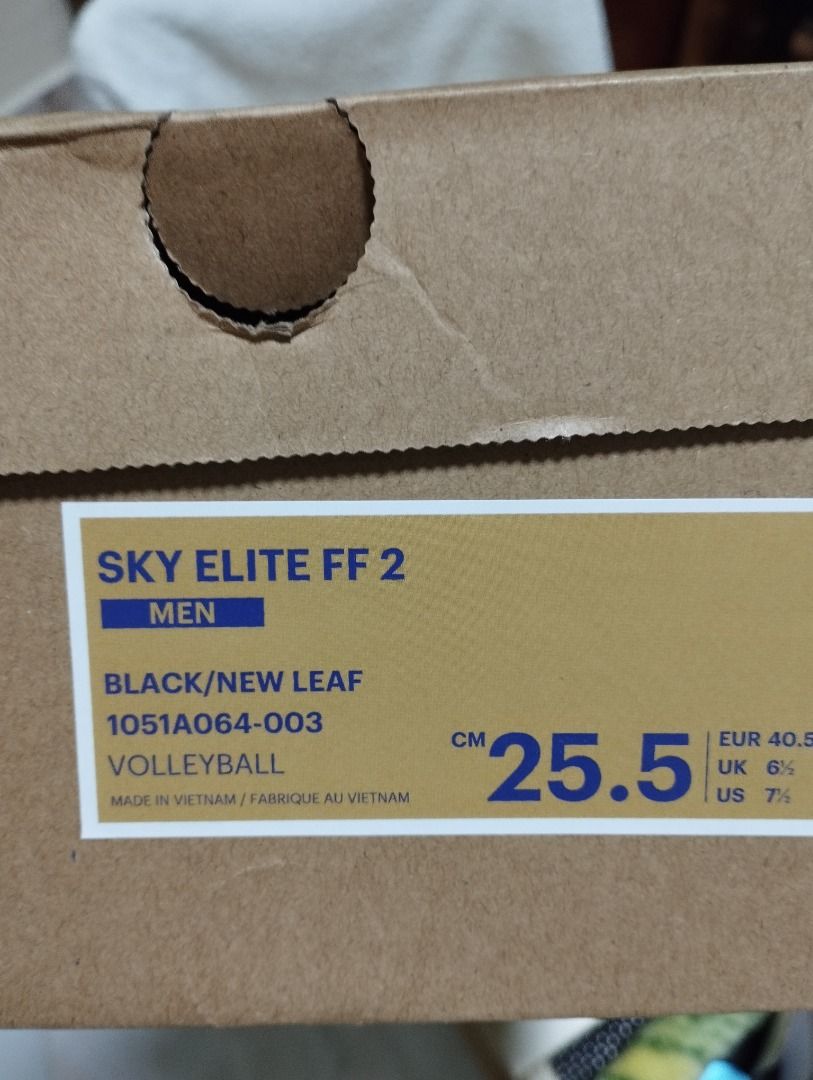 SKY ELITE FF 2
MEN
BLACK/NEW LEAF
1051A064-003
VOLLEYBALL
MADE IN VIETNAM / FABRIQUE AU VIETNAM
CM 25.5
EUR 40.5
UK 6½
US 7½